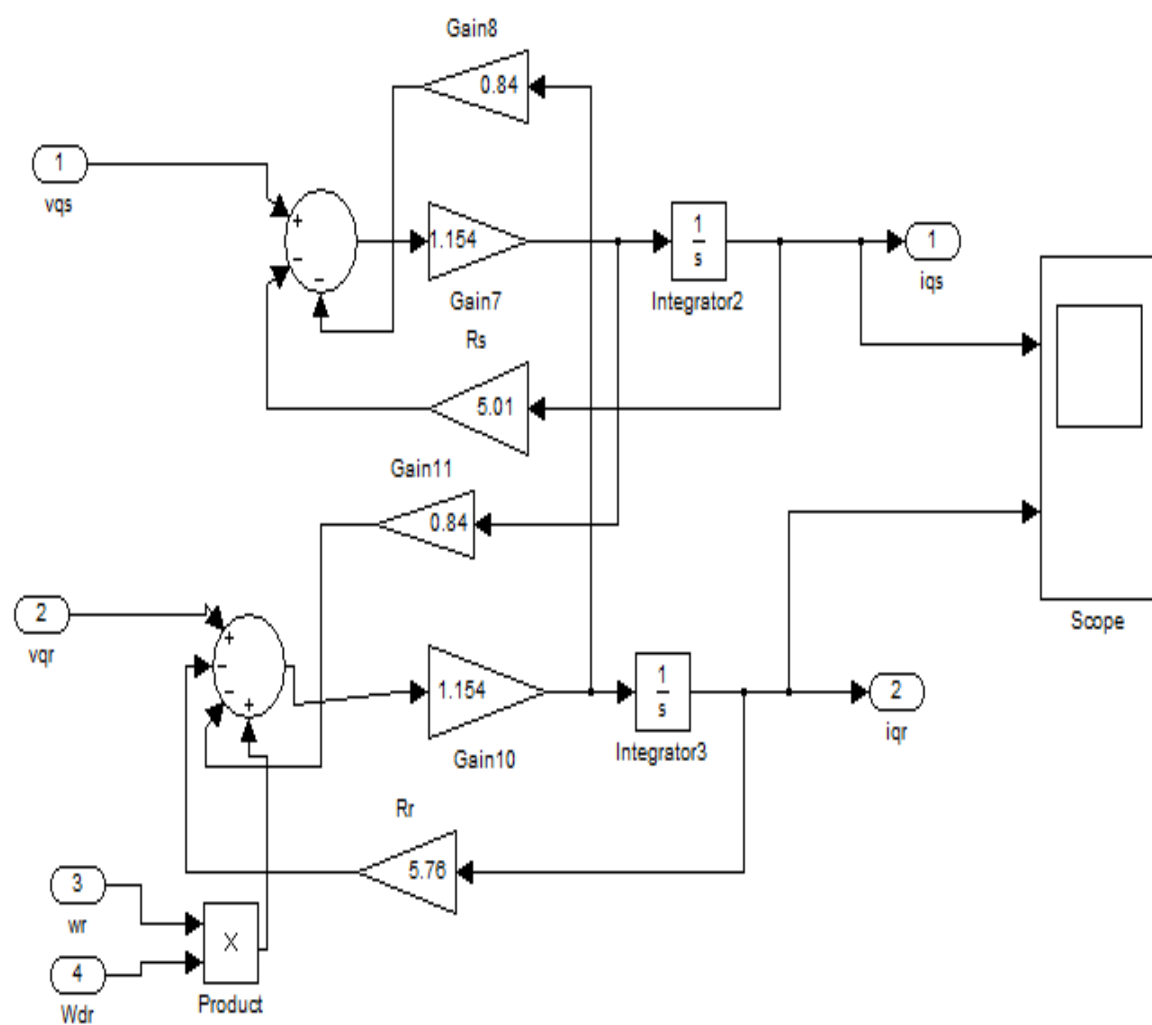 Gain8
0.84
1
vqs
+
−
−
1.154
Gain7
1
s
Integrator2
1
iqs
Rs
5.01
Gain11
0.84
Scope
2
vqr
+
−
−
+
1.154
Gain10
1
s
Integrator3
2
iqr
Rr
5.76
3
wr
4
Wdr
X
Product